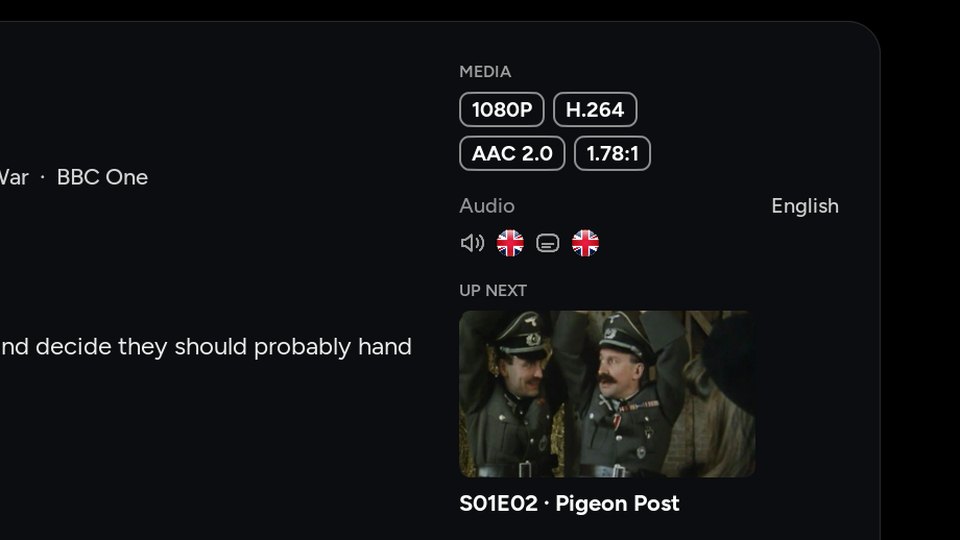 MEDIA
1080P H.264
AAC 2.0 1.78:1
War · BBC One
Audio English
UP NEXT
nd decide they should probably hand
S01E02 · Pigeon Post